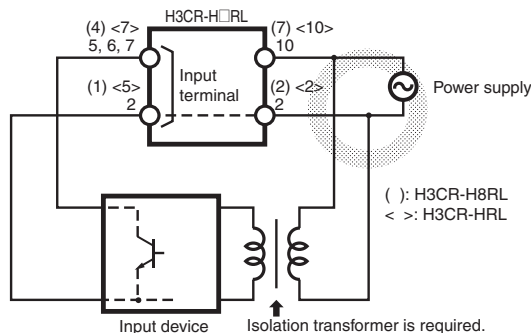 H3CR-H□RL
(4) <7>
5, 6, 7
(7) <10>
10
Input
terminal
(1) <5>
2
(2) <2>
2
Power supply
( ): H3CR-H8RL
< >: H3CR-HRL
Input device
Isolation transformer is required.